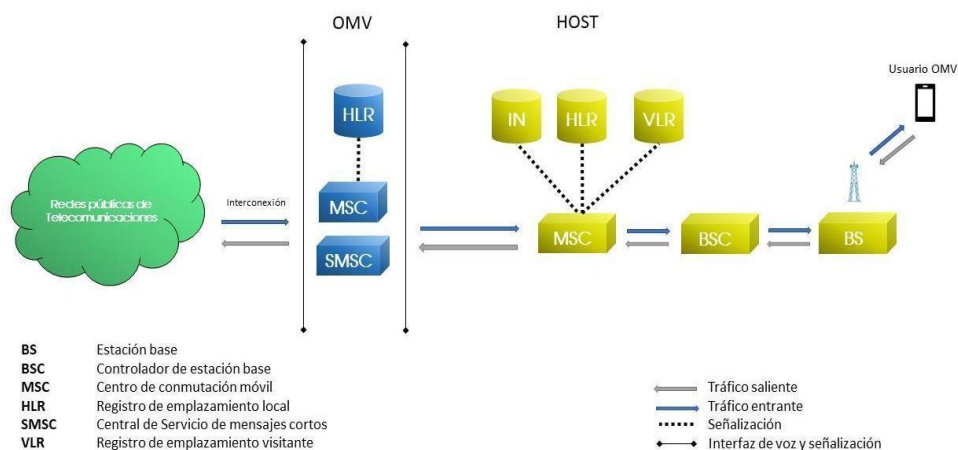 OMV
HOST
Usuario OMV
HLR
IN
HLR
VLR
Redes públicas de
Telecomunicaciones
Interconexión
MSC
SMSC
MSC
BSC
BS
BS Estación base
BSC Controlador de estación base
MSC Centro de conmutación móvil
HLR Registro de emplazamiento local
SMSC Central de Servicio de mensajes cortos
VLR Registro de emplazamiento visitante
Tráfico saliente
Tráfico entrante
Señalización
Interfaz de voz y señalización